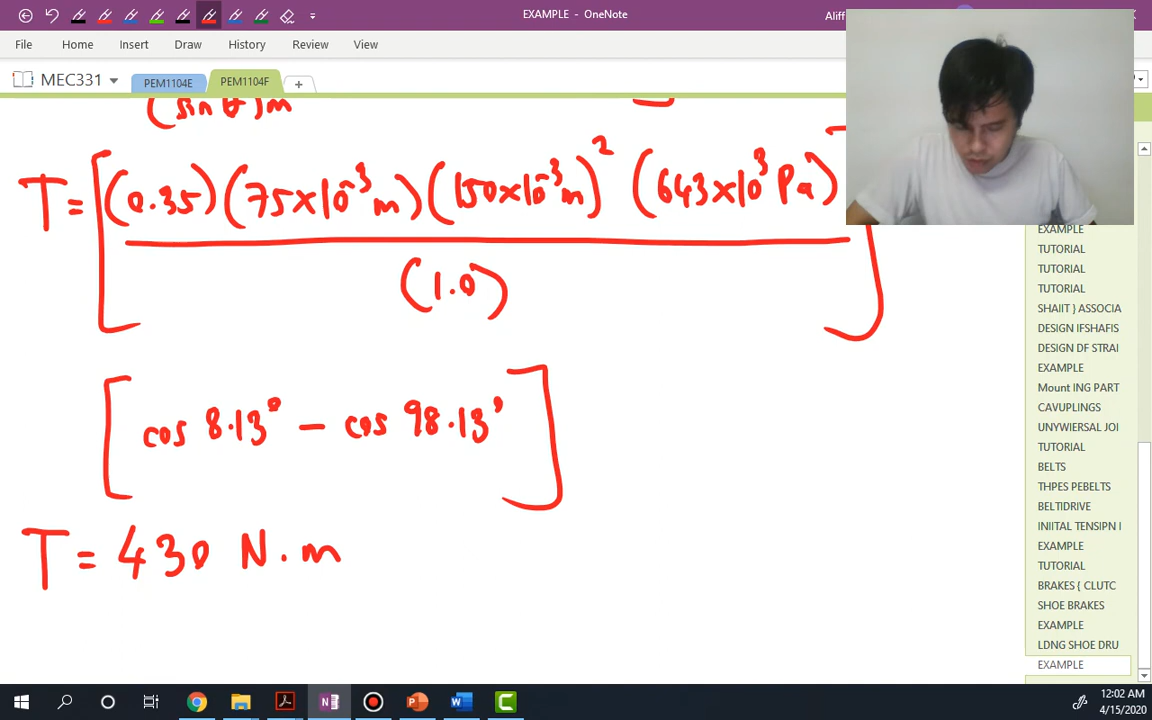 EXAMPLE - OneNote
Aliff
File Home Insert Draw History Review View
MEC331 PEM1104E PEM1104F
(sin θ)m
T = [(0.35)(75×10⁻³m)(150×10⁻³m)² (643×10³ Pa)
(1.0)]
[cos 8.13° − cos 98.13°]
T = 430 N.m
EXAMPLE
TUTORIAL
TUTORIAL
TUTORIAL
SHAIIT } ASSOCIA
DESIGN IFSHAFIS
DESIGN DF STRAI
EXAMPLE
Mount ING PART
CAVUPLINGS
UNYWIERSAL JOI
TUTORIAL
BELTS
THPES PEBELTS
BELTIDRIVE
INIITAL TENSIPN I
EXAMPLE
TUTORIAL
BRAKES { CLUTC
SHOE BRAKES
EXAMPLE
LDNG SHOE DRU
EXAMPLE
12:02 AM
4/15/2020